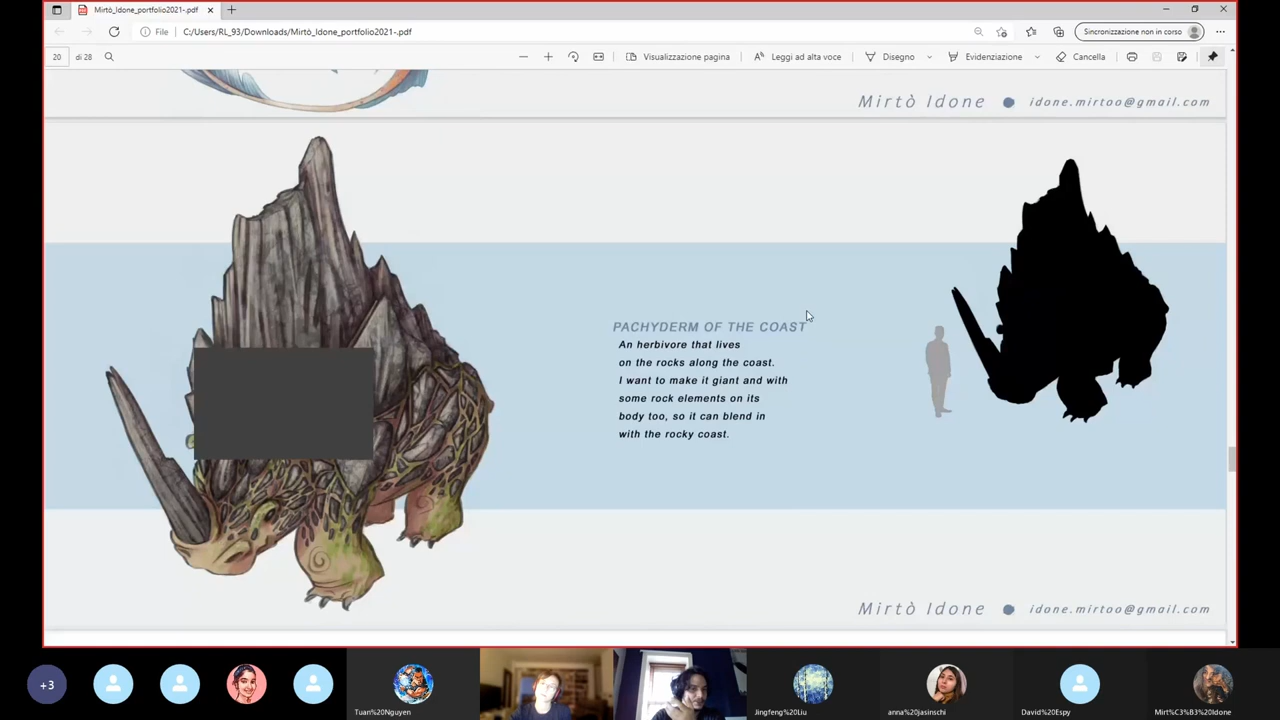 Mirtò_Idone_portfolio2021-.pdf
File
C:/Users/RL_93/Downloads/Mirtò_Idone_portfolio2021-.pdf
Sincronizzazione non in corso
20
di 28
Visualizzazione pagina
Leggi ad alta voce
Disegno
Evidenziazione
Cancella
Mirtò Idone
idone.mirtoo@gmail.com
PACHYDERM OF THE COAST
An herbivore that lives
on the rocks along the coast.
I want to make it giant and with
some rock elements on its
body too, so it can blend in
with the rocky coast.
Mirtò Idone
idone.mirtoo@gmail.com
+3
Tuan%20Nguyen
Jingfeng%20Liu
anna%20jasinschi
David%20Espy
Mirt%C3%B3%20Idone